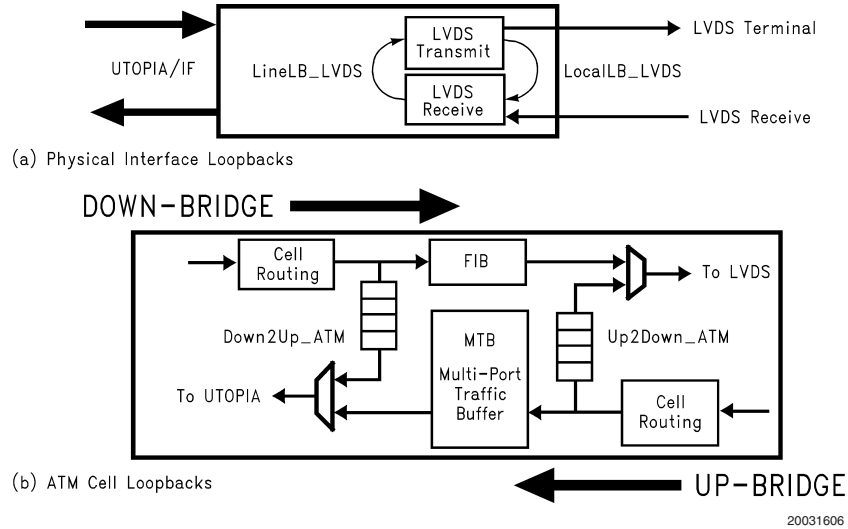 UTOPIA/IF
LVDS
Transmit
LVDS Terminal
LineLB_LVDS
LocalLB_LVDS
LVDS
Receive
LVDS Receive
(a) Physical Interface Loopbacks
DOWN-BRIDGE
Cell
Routing
FIB
To LVDS
Down2Up_ATM
MTB
Multi-Port
Traffic
Buffer
Up2Down_ATM
To UTOPIA
Cell
Routing
(b) ATM Cell Loopbacks
UP-BRIDGE
20031606